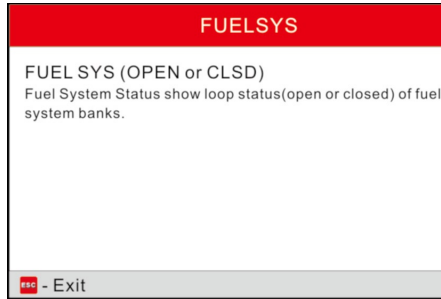 FUELSYS
FUEL SYS (OPEN or CLSD)
Fuel System Status show loop status(open or closed) of fuel
system banks.
ESC - Exit